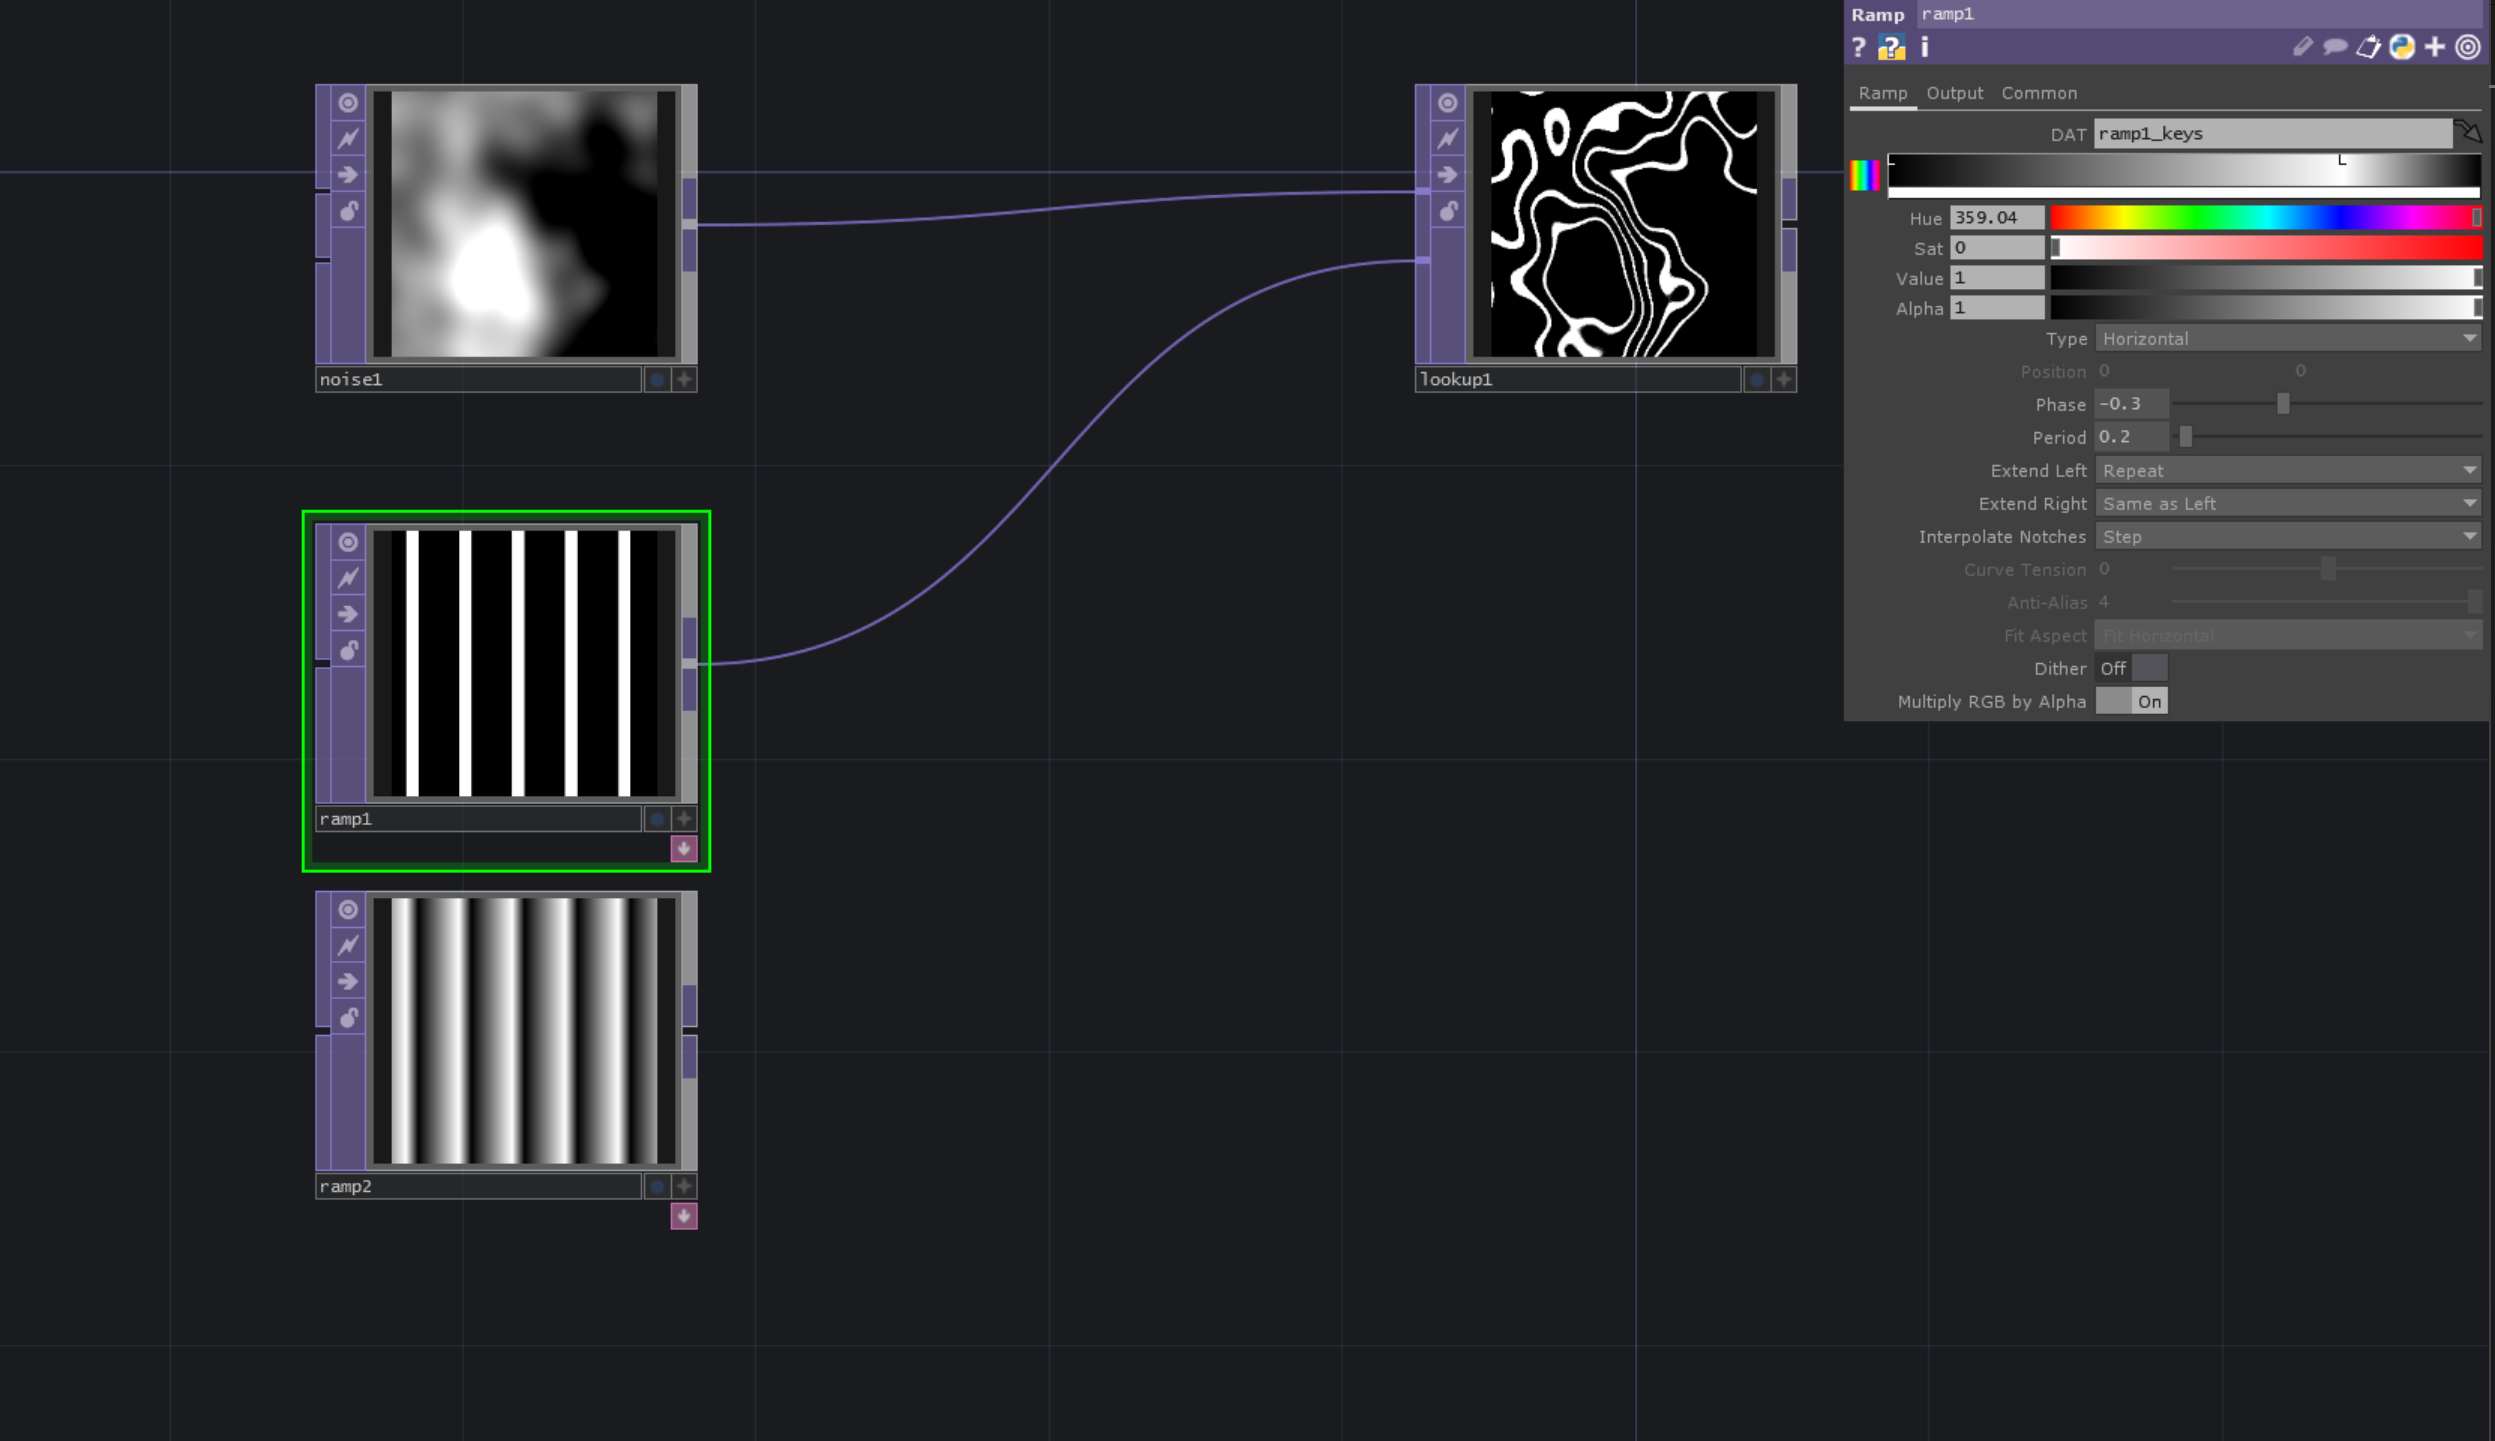 noise1
ramp1
ramp2
lookup1
Ramp ramp1
? ? i
Ramp Output Common
DAT ramp1_keys
Hue 359.04
Sat 0
Value 1
Alpha 1
Type Horizontal
Position 0 0
Phase -0.3
Period 0.2
Extend Left Repeat
Extend Right Same as Left
Interpolate Notches Step
Curve Tension 0
Anti-Alias 4
Fit Aspect Fit Horizontal
Dither Off
Multiply RGB by Alpha On